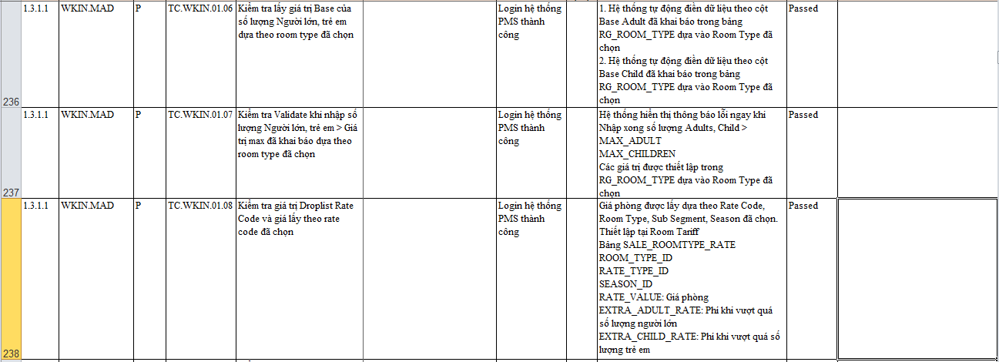 1.3.1.1 WKIN.MAD P TC.WKIN.01.06 Kiểm tra lấy giá trị Base của Login hệ thống 1. Hệ thống tự động điền dữ liệu theo cột Passed
số lượng Người lớn, trẻ em PMS thành Base Adult đã khai báo trong bảng
dựa theo room type đã chọn công RG_ROOM_TYPE dựa vào Room Type đã
chọn
2. Hệ thống tự động điền dữ liệu theo cột
Base Child đã khai báo trong bảng
RG_ROOM_TYPE dựa vào Room Type đã
236 chọn
1.3.1.1 WKIN.MAD P TC.WKIN.01.07 Kiểm tra Validate khi nhập số Login hệ thống Hệ thống hiển thị thông báo lỗi ngay khi Passed
lượng Người lớn, trẻ em > Giá PMS thành Nhập xong số lượng Adults, Child >
trị max đã khai báo dựa theo công MAX_ADULT
room type đã chọn MAX_CHILDREN
Các giá trị được thiết lập trong
RG_ROOM_TYPE dựa vào Room Type đã
237 chọn
1.3.1.1 WKIN.MAD P TC.WKIN.01.08 Kiểm tra giá trị Droplist Rate Login hệ thống Giá phòng được lấy dựa theo Rate Code, Passed
Code và giá lấy theo rate PMS thành Room Type, Sub Segment, Season đã chọn.
code đã chọn công Thiết lập tại Room Tariff
Bảng SALE_ROOMTYPE_RATE
ROOM_TYPE_ID
RATE_TYPE_ID
SEASON_ID
RATE_VALUE: Giá phòng
EXTRA_ADULT_RATE: Phí khi vượt quá
số lượng người lớn
EXTRA_CHILD_RATE: Phí khi vượt quá số
238 lượng trẻ em